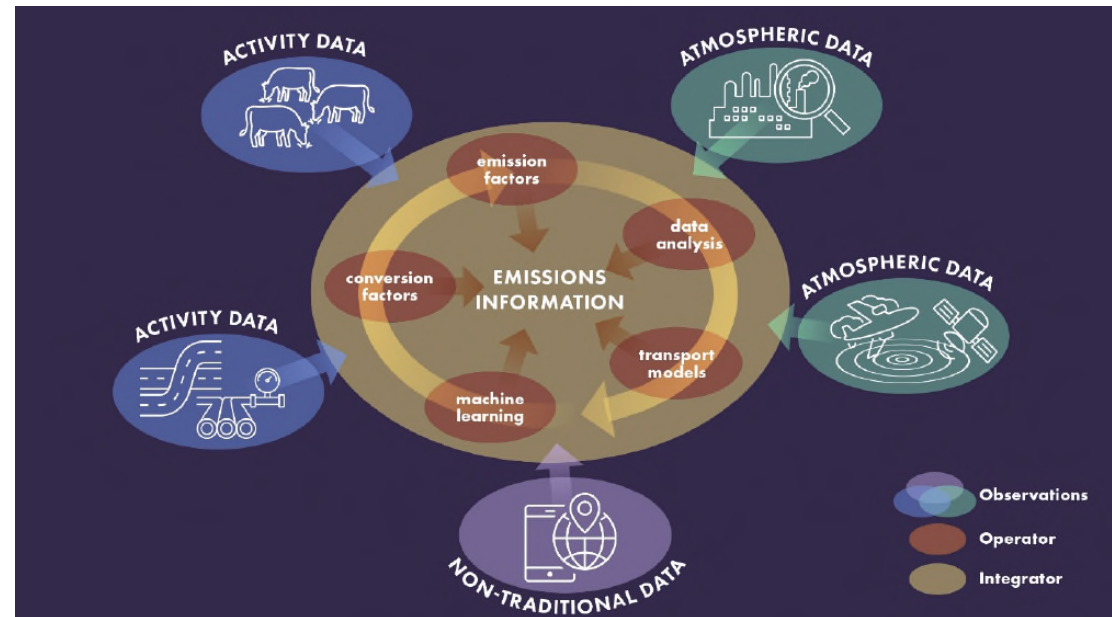 ACTIVITY DATA
ATMOSPHERIC DATA
emission
factors
data
analysis
conversion
factors
EMISSIONS
INFORMATION
ATMOSPHERIC DATA
ACTIVITY DATA
transport
models
machine
learning
NON-TRADITIONAL DATA
Observations
Operator
Integrator